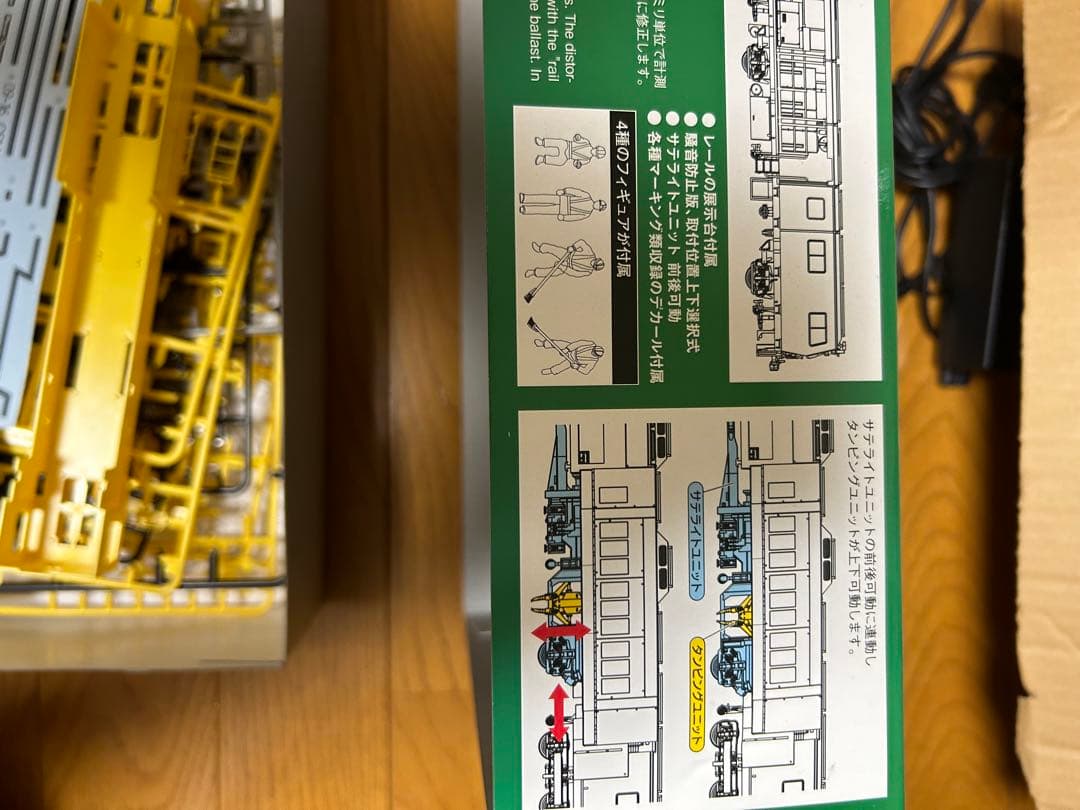 ミリ単位で計測
に修正します。
s. The distor-
with the "rail
e ballast. In
● レールの展示台付属
● 騒音防止版、取付位置上下選択式
● サテライトユニット 前後可動
● 各種マーキング類収録のデカール付属
4種のフィギュアが付属
サテライトユニットの前後可動に連動し
タンピングユニットが上下可動します。
サテライトユニット
タンピングユニット